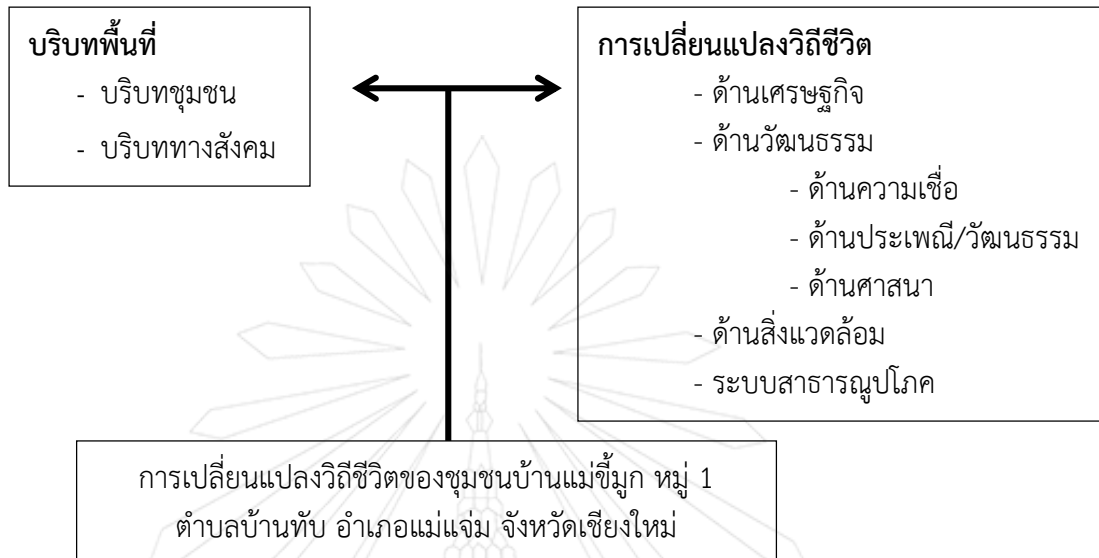 บริบทพื้นที่
- บริบทชุมชน
- บริบททางสังคม
การเปลี่ยนแปลงวิถีชีวิต
- ด้านเศรษฐกิจ
- ด้านวัฒนธรรม
- ด้านความเชื่อ
- ด้านประเพณี/วัฒนธรรม
- ด้านศาสนา
- ด้านสิ่งแวดล้อม
- ระบบสาธารณูปโภค
การเปลี่ยนแปลงวิถีชีวิตของชุมชนบ้านแม่ขี้มูก หมู่ 1
ตำบลบ้านทับ อำเภอแม่แจ่ม จังหวัดเชียงใหม่